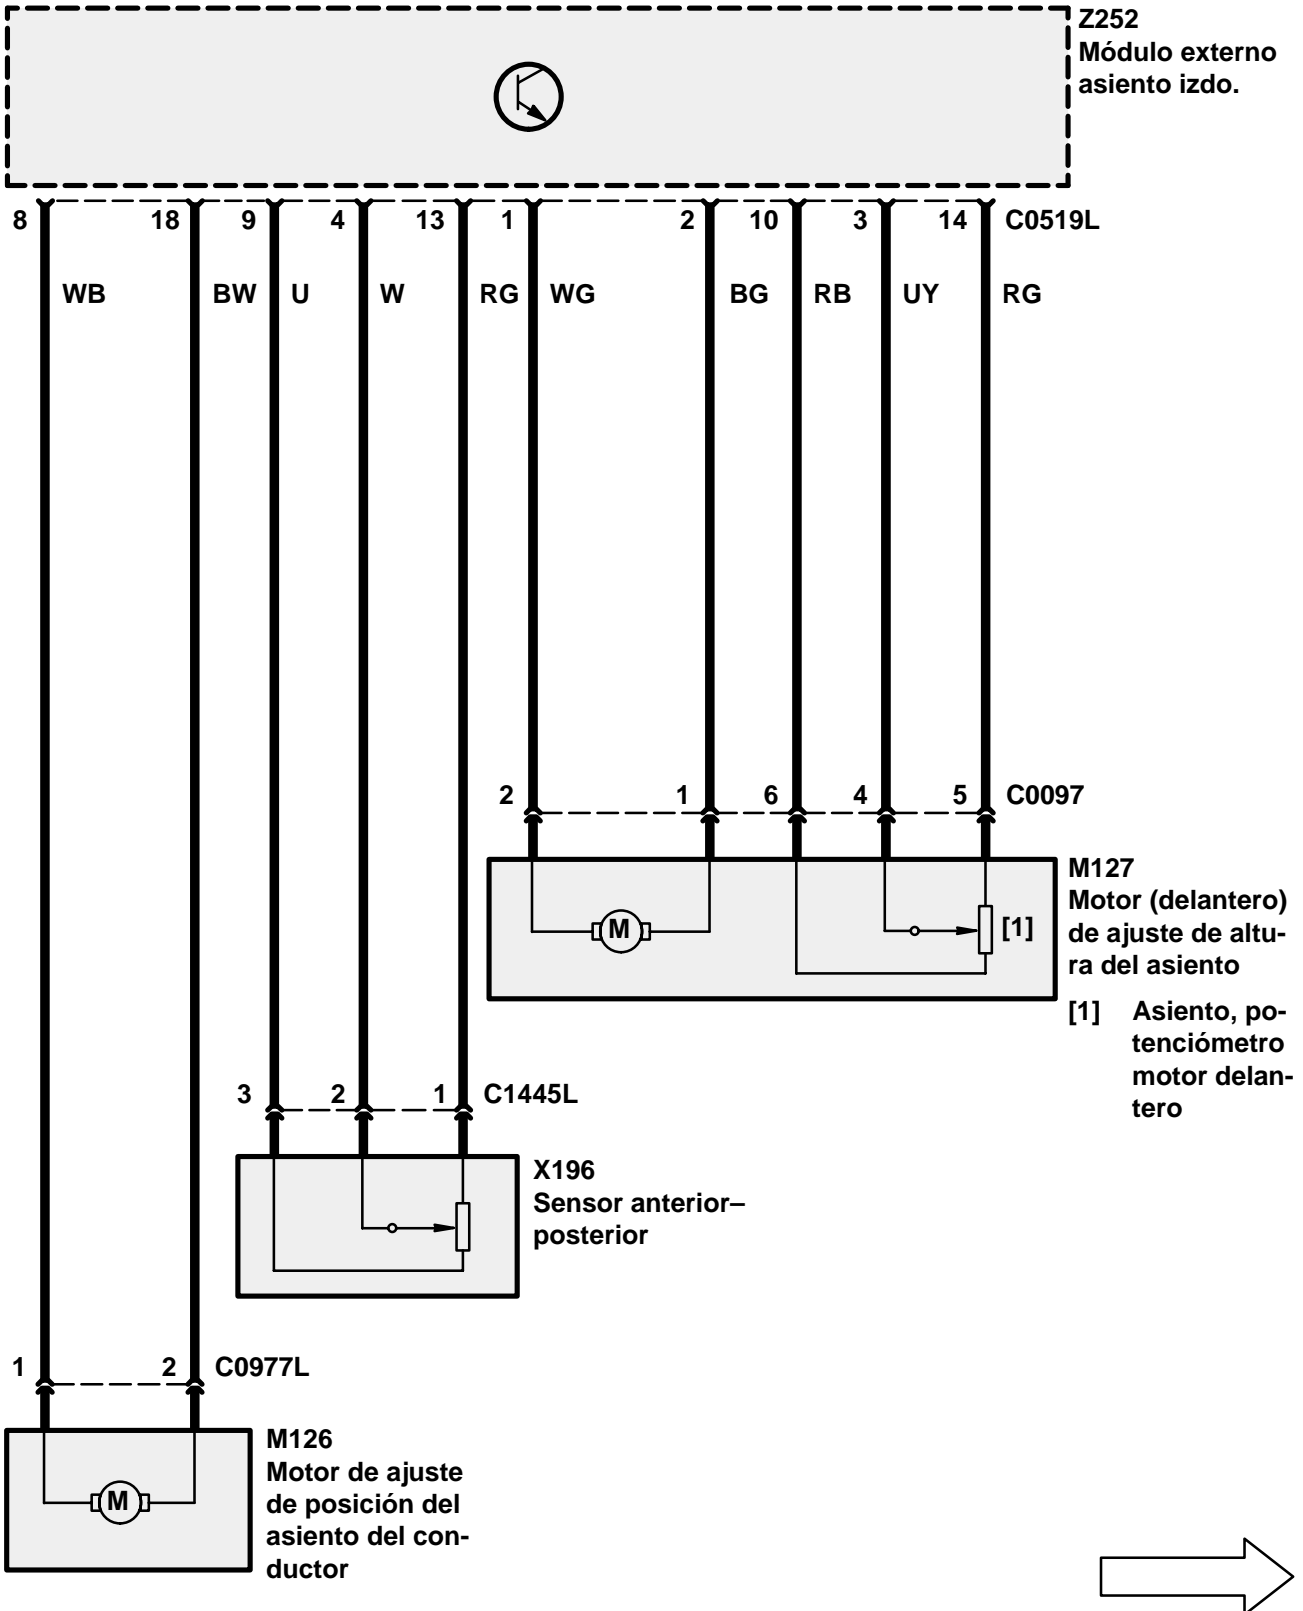 Z252
Módulo externo
asiento izdo.
8 18 9 4 13 1 2 10 3 14 C0519L
WB BW U W RG WG BG RB UY RG
2 1 6 4 5 C0097
M127
Motor (delantero)
de ajuste de altu-
ra del asiento
M [1]
[1] Asiento, po-
tenciómetro
motor delan-
tero
3 2 1 C1445L
X196
Sensor anterior–
posterior
1 2 C0977L
M126
Motor de ajuste
de posición del
asiento del con-
ductor
M